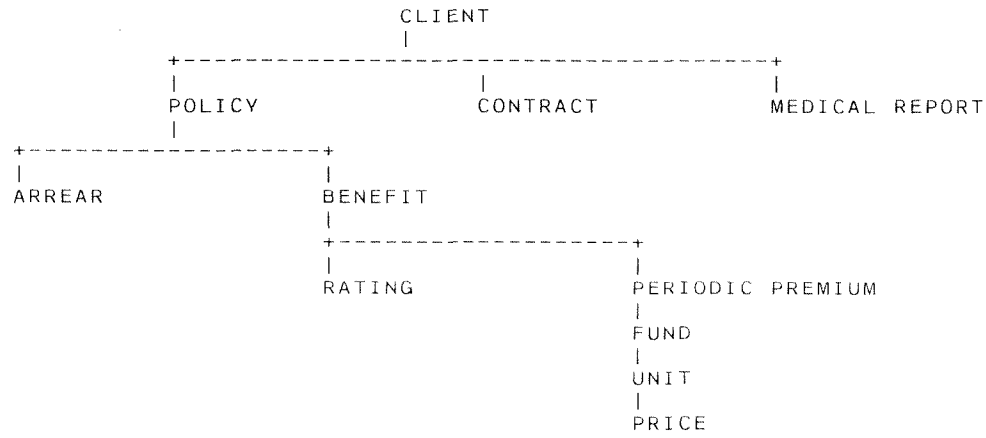 CLIENT
POLICY CONTRACT MEDICAL REPORT
ARREAR BENEFIT
RATING PERIODIC PREMIUM
FUND
UNIT
PRICE